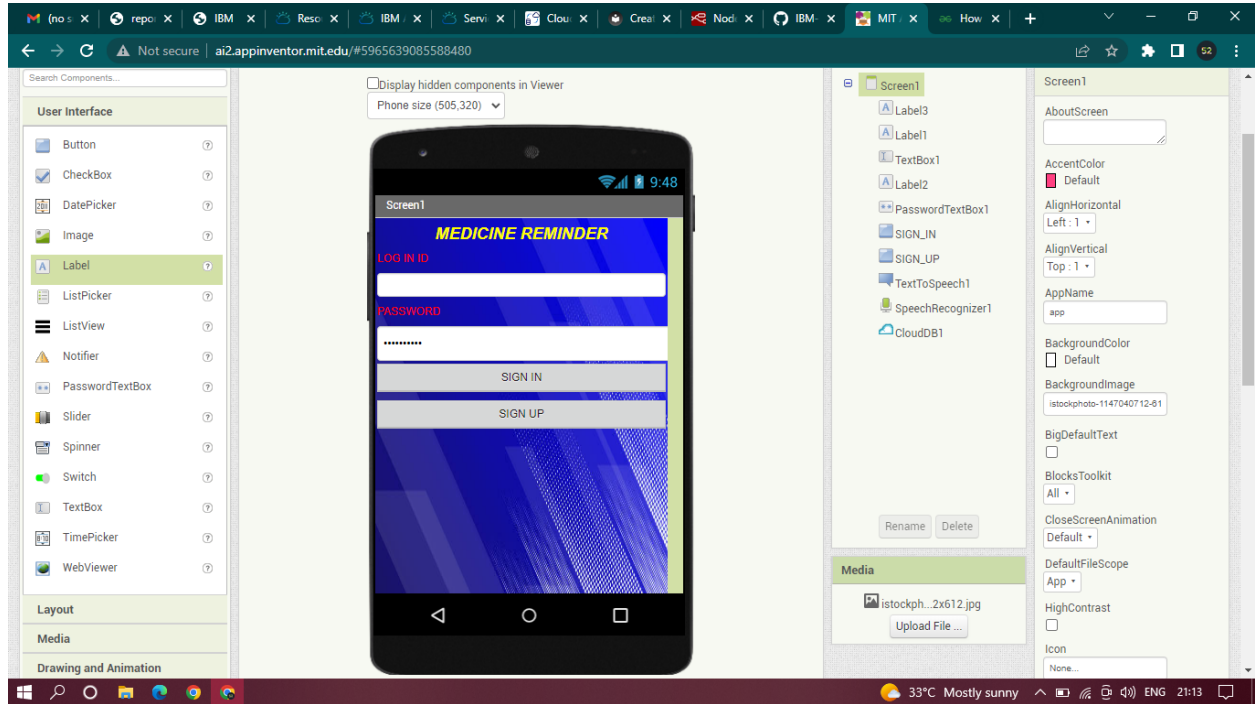 (no s
repor
IBM
Reso
IBM /
Servi
Clou
Creat
Node
IBM-
MIT /
How
Not secure | ai2.appinventor.mit.edu/#5965639085588480
52
Search Components...
User Interface
Button
CheckBox
DatePicker
Image
Label
ListPicker
ListView
Notifier
PasswordTextBox
Slider
Spinner
Switch
TextBox
TimePicker
WebViewer
Layout
Media
Drawing and Animation
Display hidden components in Viewer
Phone size (505,320)
9:48
Screen1
MEDICINE REMINDER
LOG IN ID
PASSWORD
••••••••••
SIGN IN
SIGN UP
Screen1
Label3
Label1
TextBox1
Label2
PasswordTextBox1
SIGN_IN
SIGN_UP
TextToSpeech1
SpeechRecognizer1
CloudDB1
Rename Delete
Media
istockph...2x612.jpg
Upload File ...
Screen1
AboutScreen
AccentColor
Default
AlignHorizontal
Left : 1
AlignVertical
Top : 1
AppName
app
BackgroundColor
Default
BackgroundImage
istockphoto-1147040712-61
BigDefaultText
BlocksToolkit
All
CloseScreenAnimation
Default
DefaultFileScope
App
HighContrast
Icon
None...
33°C Mostly sunny
ENG
21:13